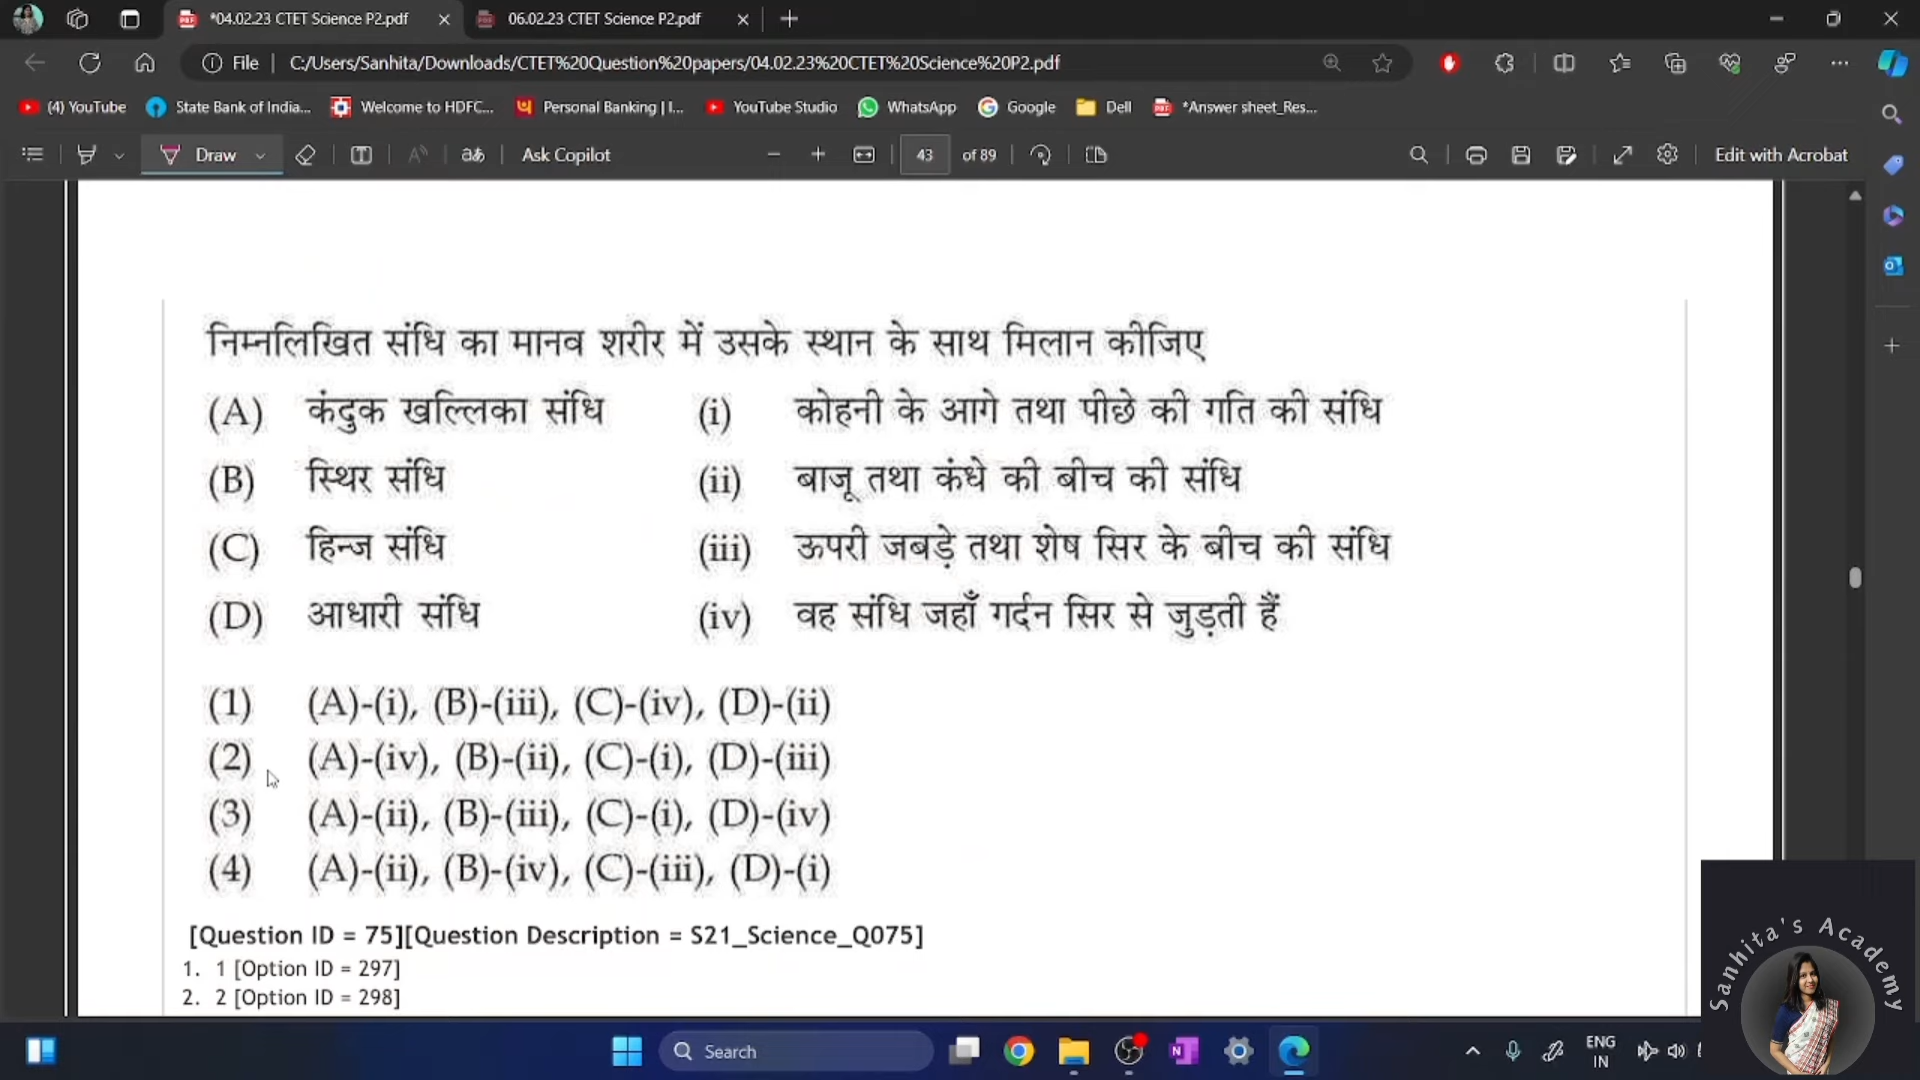 *04.02.23 CTET Science P2.pdf
06.02.23 CTET Science P2.pdf
File
C:/Users/Sanhita/Downloads/CTET%20Question%20papers/04.02.23%20CTET%20Science%20P2.pdf
(4) YouTube
State Bank of India...
Welcome to HDFC...
Personal Banking | I...
YouTube Studio
WhatsApp
Google
Dell
*Answer sheet_Res...
Draw
Ask Copilot
43 of 89
Edit with Acrobat
निम्नलिखित संधि का मानव शरीर में उसके स्थान के साथ मिलान कीजिए
(A) कंदुक खल्लिका संधि (i) कोहनी के आगे तथा पीछे की गति की संधि
(B) स्थिर संधि (ii) बाजू तथा कंधे की बीच की संधि
(C) हिन्ज संधि (iii) ऊपरी जबड़े तथा शेष सिर के बीच की संधि
(D) आधारी संधि (iv) वह संधि जहाँ गर्दन सिर से जुड़ती हैं
(1) (A)-(i), (B)-(iii), (C)-(iv), (D)-(ii)
(2) (A)-(iv), (B)-(ii), (C)-(i), (D)-(iii)
(3) (A)-(ii), (B)-(iii), (C)-(i), (D)-(iv)
(4) (A)-(ii), (B)-(iv), (C)-(iii), (D)-(i)
[Question ID = 75][Question Description = S21_Science_Q075]
1. 1 [Option ID = 297]
2. 2 [Option ID = 298]
Sanhita's Academy
Search
ENG
IN